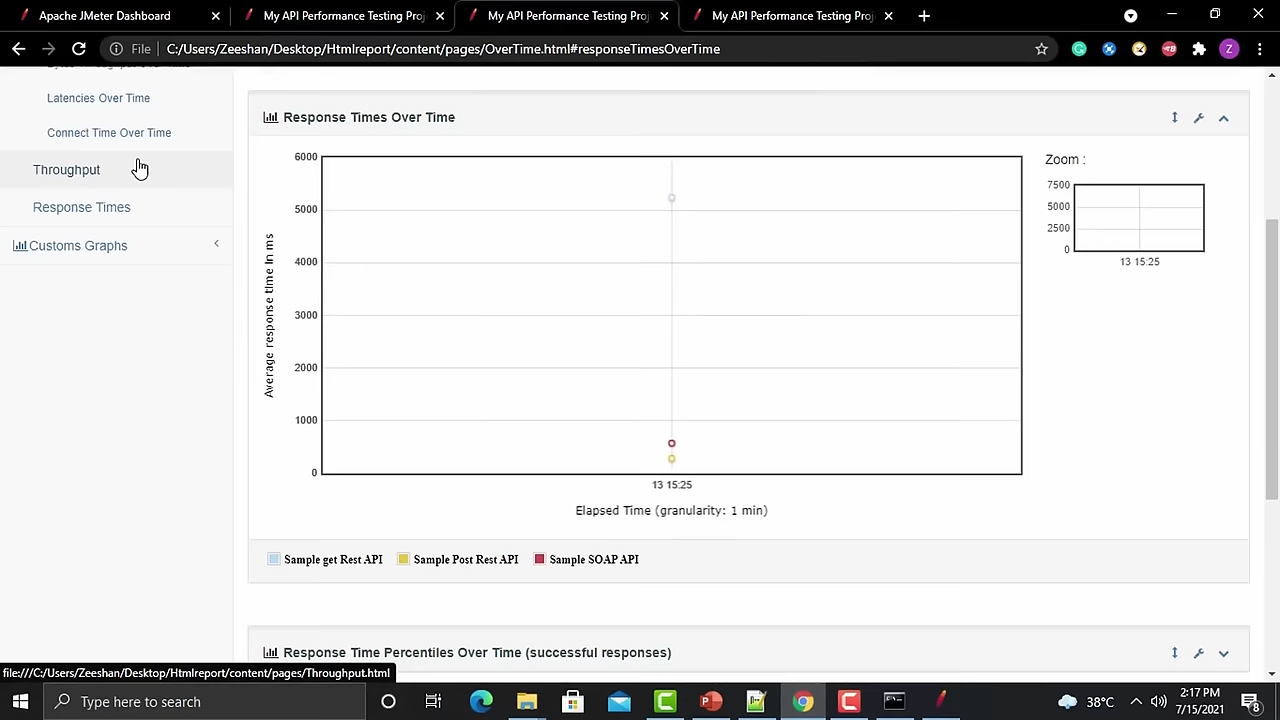 Apache JMeter Dashboard
My API Performance Testing Proj
My API Performance Testing Proj
My API Performance Testing Proj
File
C:/Users/Zeeshan/Desktop/Htmlreport/content/pages/OverTime.html#responseTimesOverTime
Z
Latencies Over Time
Connect Time Over Time
Throughput
Response Times
Customs Graphs
Response Times Over Time
Zoom :
6000
5000
4000
3000
2000
1000
0
Average response time in ms
13 15:25
Elapsed Time (granularity: 1 min)
7500
5000
2500
0
13 15:25
Sample get Rest API
Sample Post Rest API
Sample SOAP API
Response Time Percentiles Over Time (successful responses)
file:///C:/Users/Zeeshan/Desktop/Htmlreport/content/pages/Throughput.html
Type here to search
38°C
2:17 PM
7/15/2021
8